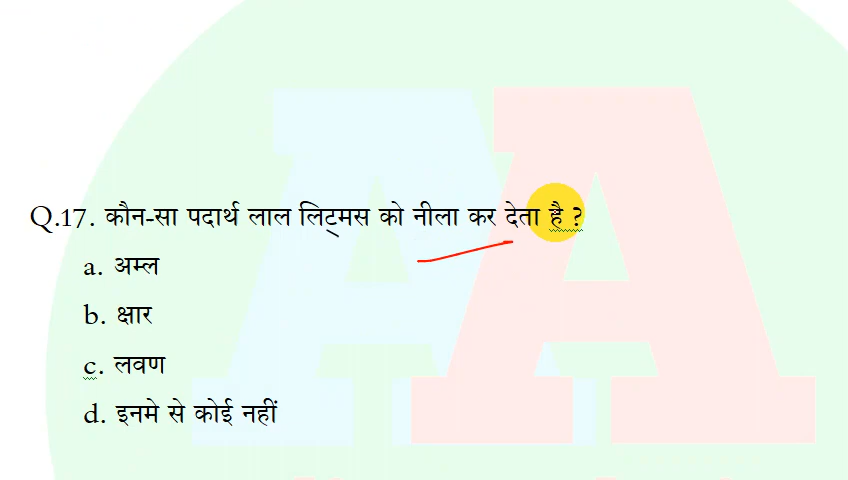 Q.17. कौन-सा पदार्थ लाल लिट्मस को नीला कर देता है ?
a. अम्ल
b. क्षार
c. लवण
d. इनमे से कोई नहीं